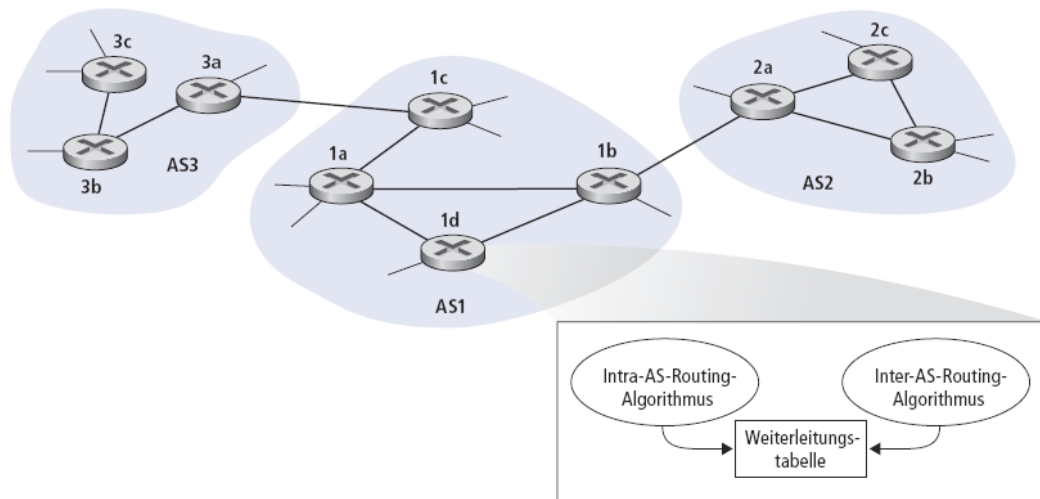 3c
3a
3b
AS3
1c
1a
1b
1d
AS1
2c
2a
2b
AS2
Intra-AS-Routing-
Algorithmus
Inter-AS-Routing-
Algorithmus
Weiterleitungs-
tabelle